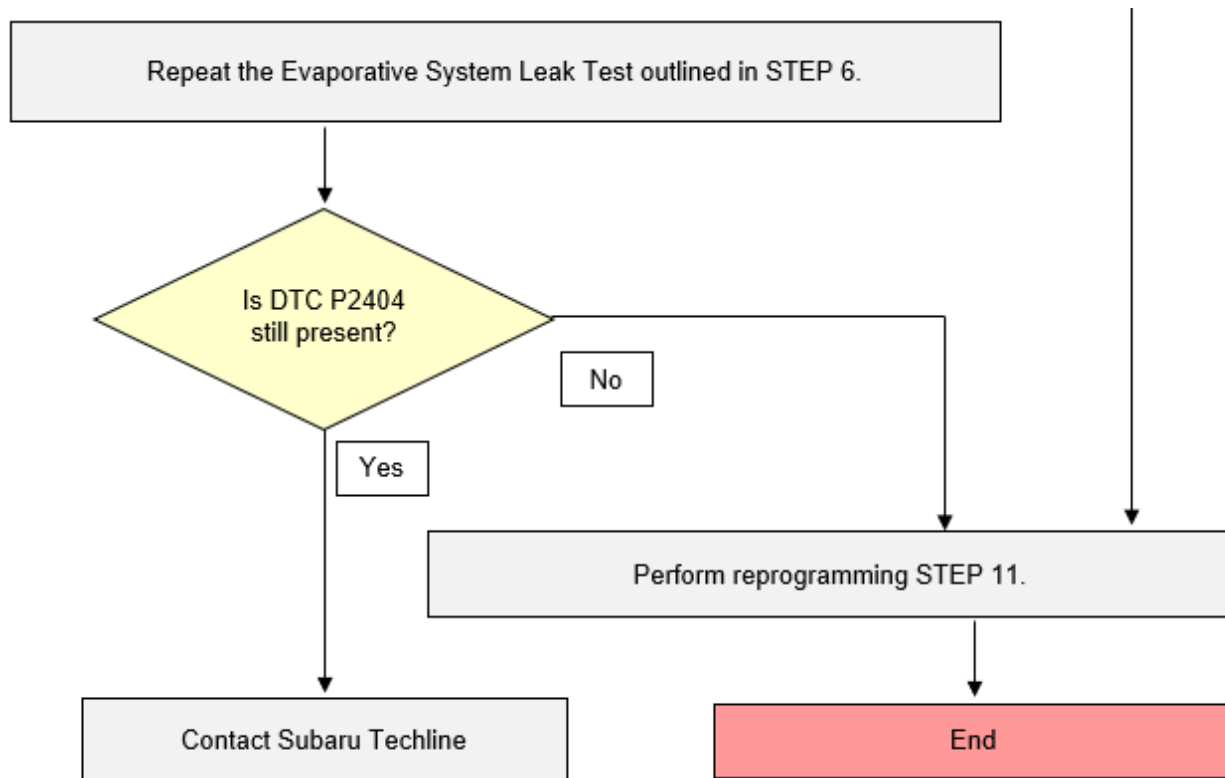 Repeat the Evaporative System Leak Test outlined in STEP 6.
Is DTC P2404
still present?
No
Yes
Perform reprogramming STEP 11.
Contact Subaru Techline
End